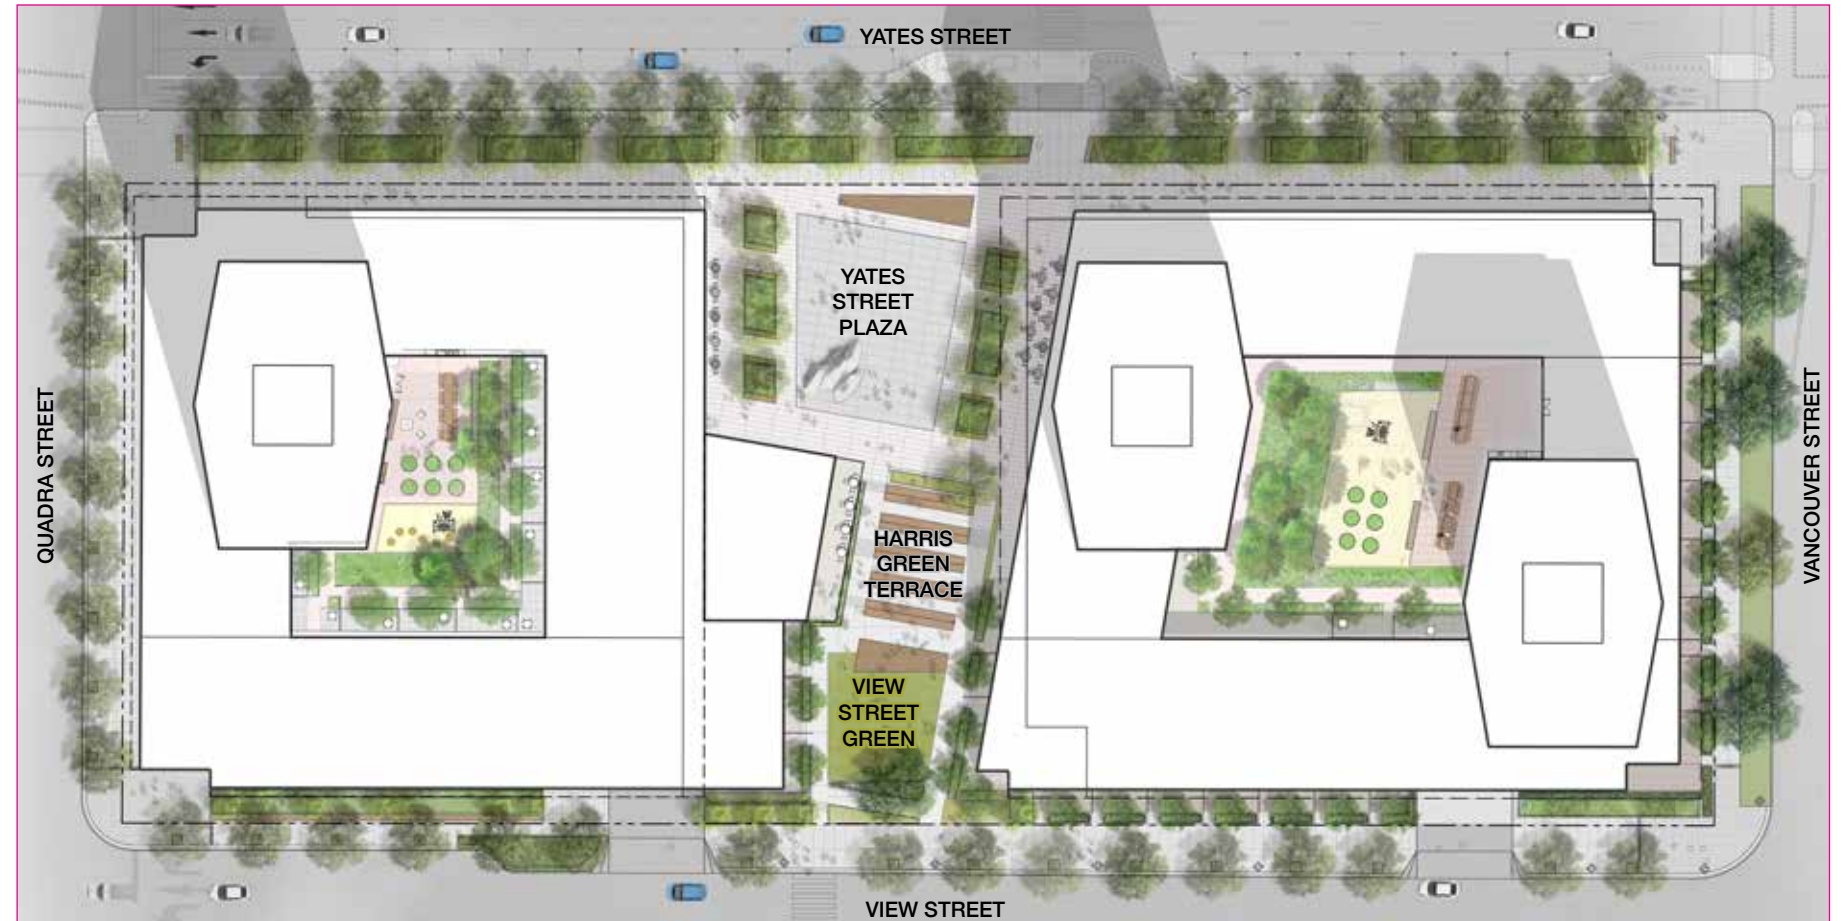 YATES STREET
YATES
STREET
PLAZA
QUADRA STREET
VANCOUVER STREET
HARRIS
GREEN
TERRACE
VIEW
STREET
GREEN
VIEW STREET